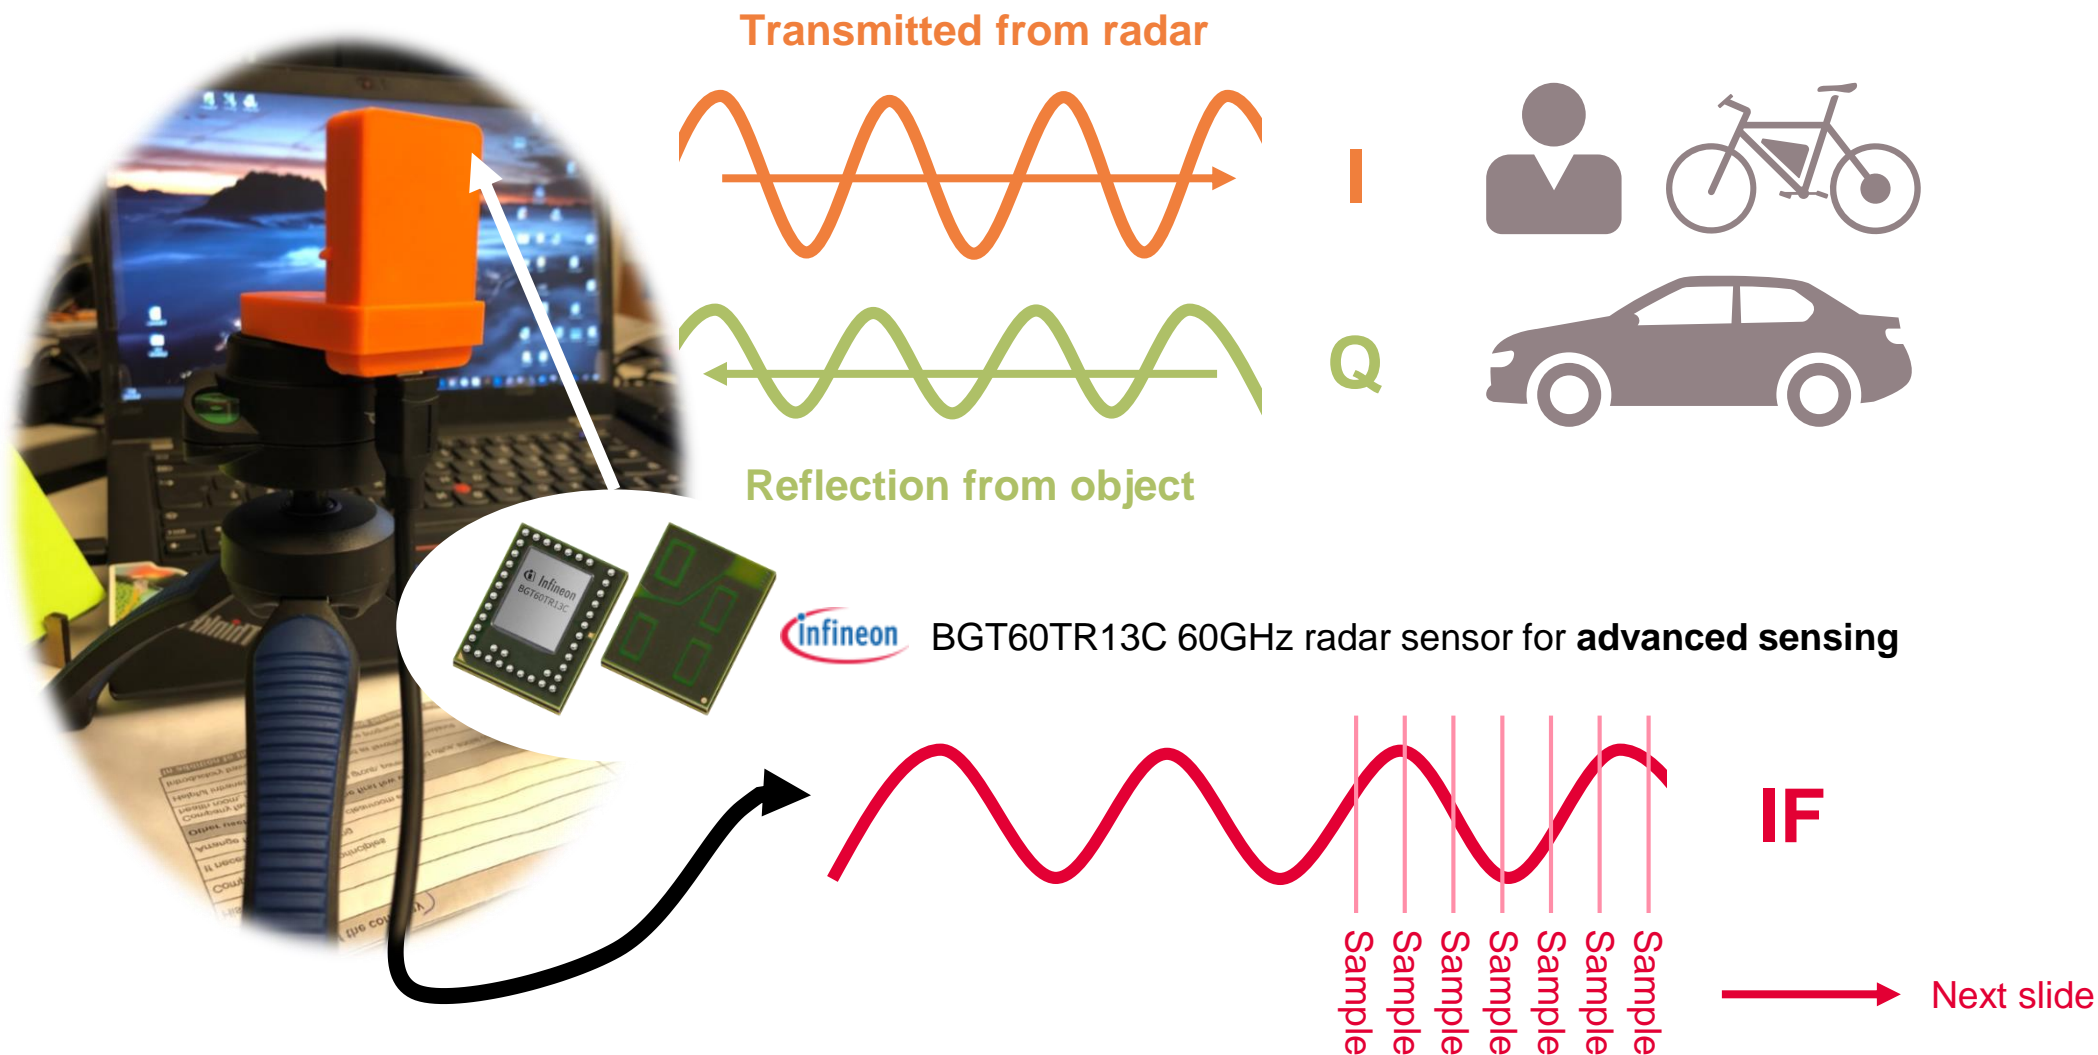 Transmitted from radar
I
Q
Reflection from object
Infineon
BGT60TR13C
infineon
BGT60TR13C 60GHz radar sensor for advanced sensing
IF
Sample
Sample
Sample
Sample
Sample
Sample
Sample
Next slide